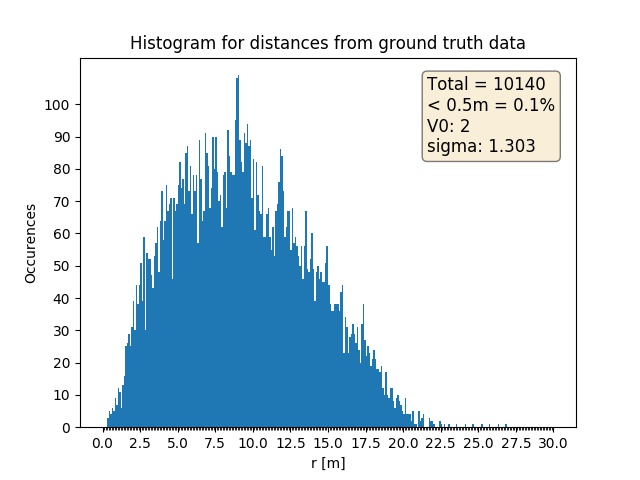 Histogram for distances from ground truth data
Total = 10140
< 0.5m = 0.1%
V0: 2
sigma: 1.303
Occurences
100
90
80
70
60
50
40
30
20
10
0
0.0 2.5 5.0 7.5 10.0 12.5 15.0 17.5 20.0 22.5 25.0 27.5 30.0
r [m]